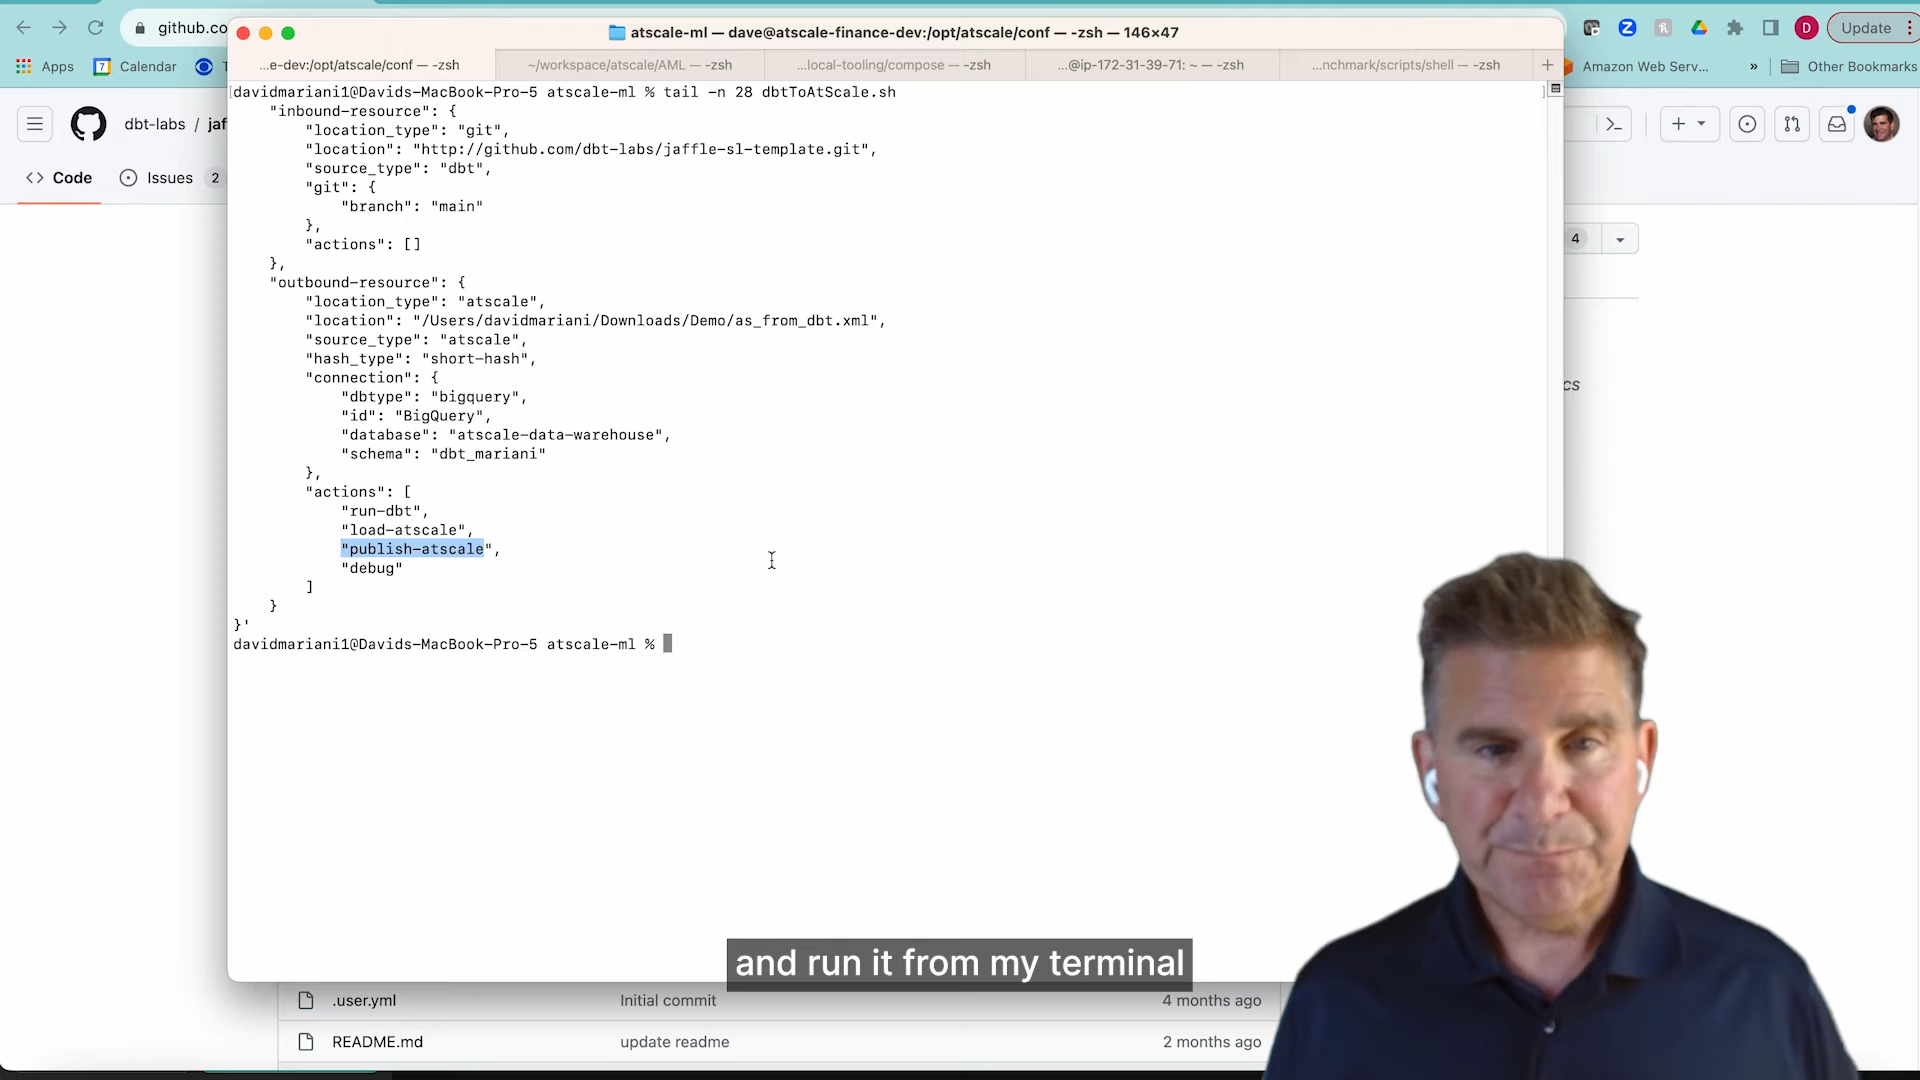 github.co
Update
Apps
Calendar
Amazon Web Serv...
»
Other Bookmarks
atscale-ml — dave@atscale-finance-dev:/opt/atscale/conf — -zsh — 146×47
...e-dev:/opt/atscale/conf — -zsh
~/workspace/atscale/AML — -zsh
...local-tooling/compose — -zsh
...@ip-172-31-39-71: ~ — -zsh
...nchmark/scripts/shell — -zsh
dbt-labs / jaf
Code
Issues 2
4
cs
davidmariani1@Davids-MacBook-Pro-5 atscale-ml % tail -n 28 dbtToAtScale.sh
"inbound-resource": {
"location_type": "git",
"location": "http://github.com/dbt-labs/jaffle-sl-template.git",
"source_type": "dbt",
"git": {
"branch": "main"
},
"actions": []
},
"outbound-resource": {
"location_type": "atscale",
"location": "/Users/davidmariani/Downloads/Demo/as_from_dbt.xml",
"source_type": "atscale",
"hash_type": "short-hash",
"connection": {
"dbtype": "bigquery",
"id": "BigQuery",
"database": "atscale-data-warehouse",
"schema": "dbt_mariani"
},
"actions": [
"run-dbt",
"load-atscale",
"publish-atscale",
"debug"
]
}
}'
davidmariani1@Davids-MacBook-Pro-5 atscale-ml %
and run it from my terminal
.user.yml
Initial commit
4 months ago
README.md
update readme
2 months ago